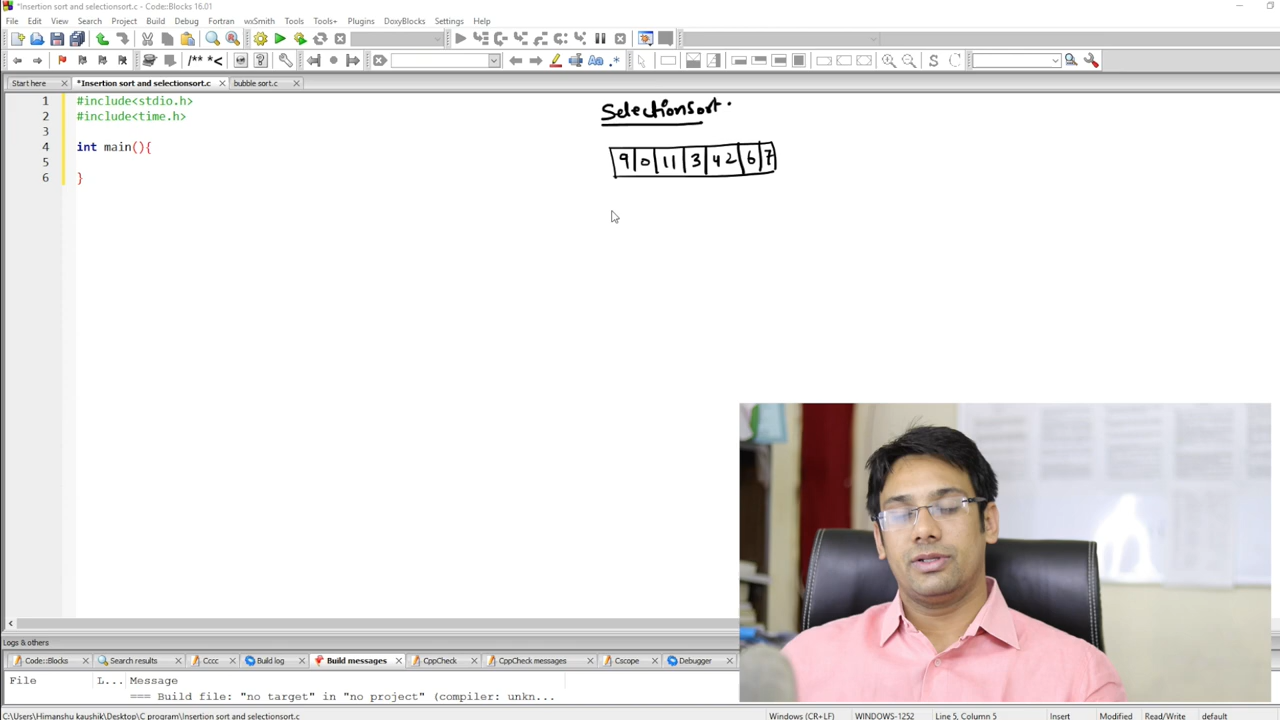 *Insertion sort and selectionsort.c - Code::Blocks 16.01
File Edit View Search Project Build Debug Fortran wxSmith Tools Tools+ Plugins DoxyBlocks Settings Help
/** *< Aa .* S C
Start here *Insertion sort and selectionsort.c bubble sort.c
1 #include<stdio.h>
2 #include<time.h>
3
4 int main(){
5
6 }
SelectionSort.
9 0 11 3 42 6 7
Logs & others
Code::Blocks Search results Cccc Build log Build messages CppCheck CppCheck messages Cscope Debugger
File L... Message
=== Build file: "no target" in "no project" (compiler: unkn...
C:\Users\Himanshu kaushik\Desktop\C program\Insertion sort and selectionsort.c Windows (CR+LF) WINDOWS-1252 Line 5, Column 5 Insert Modified Read/Write default